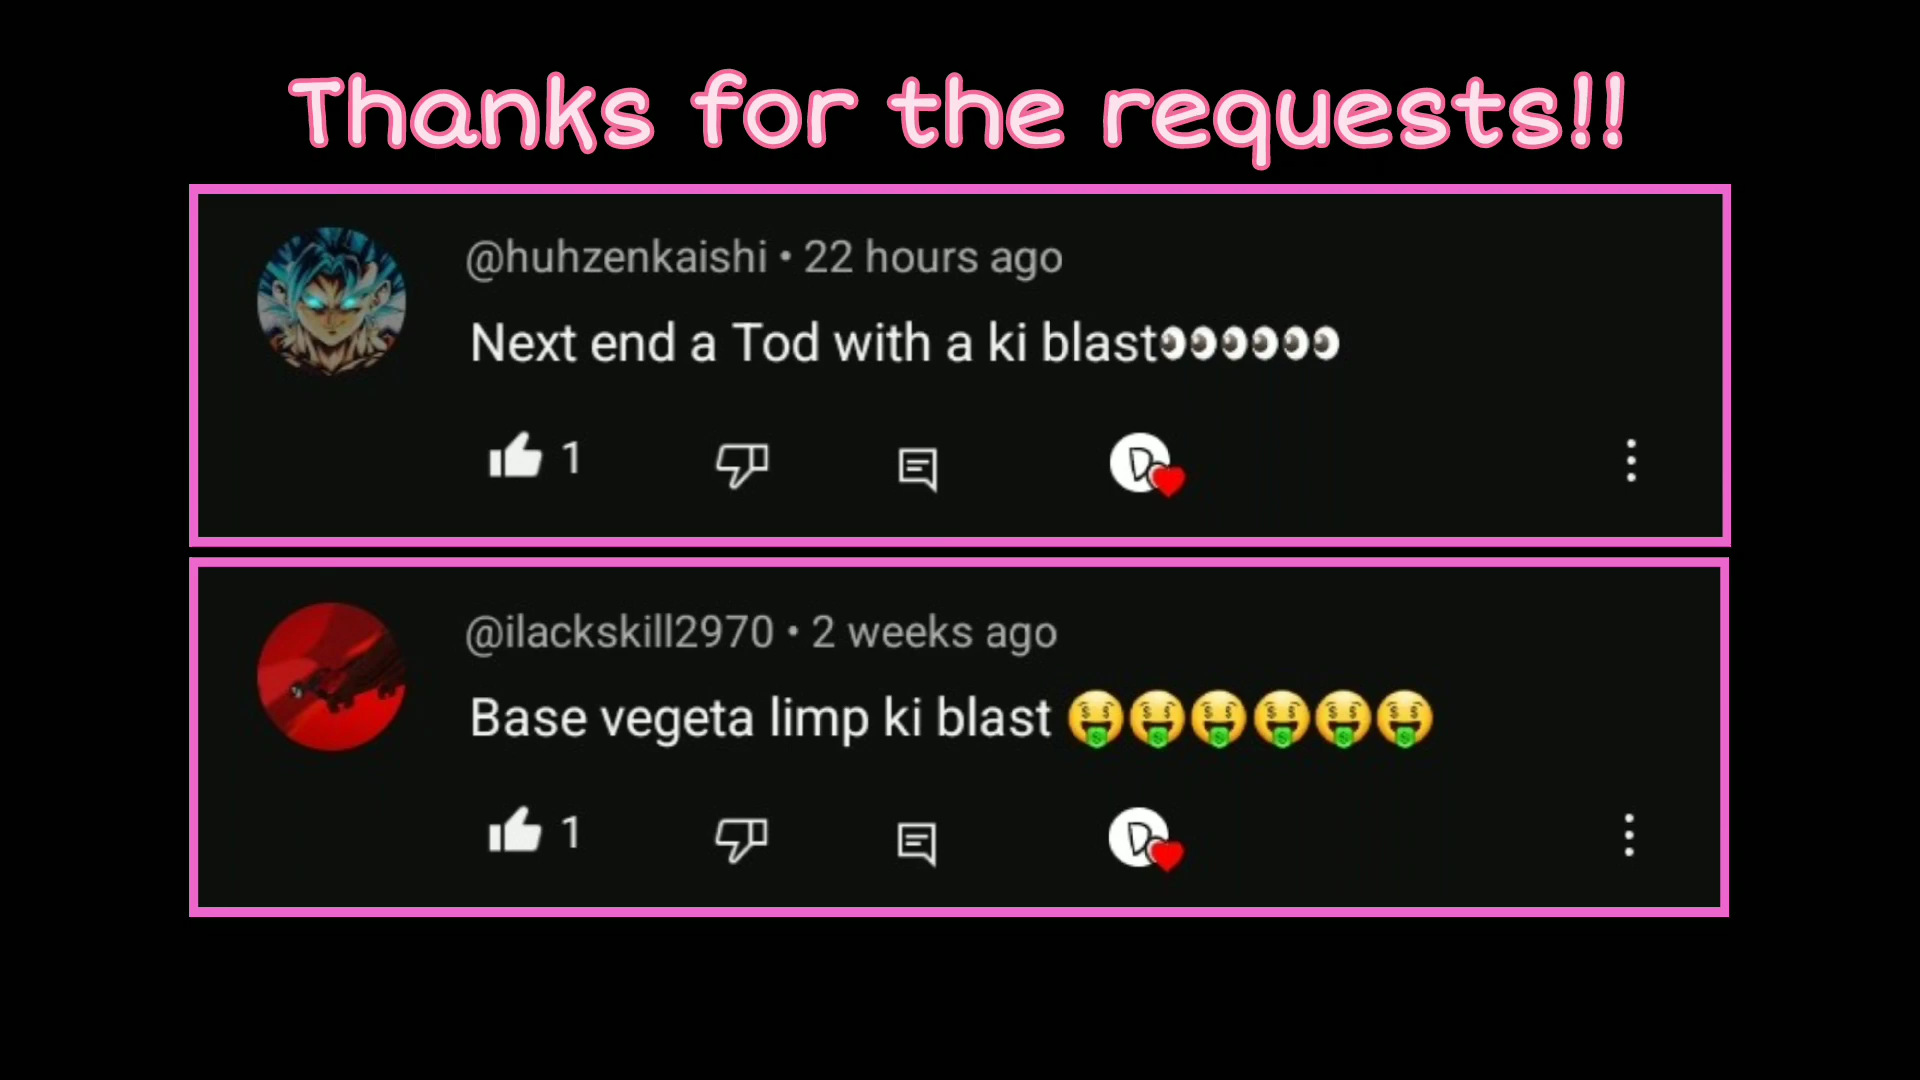 Thanks for the requests!!
@huhzenkaishi • 22 hours ago
Next end a Tod with a ki blast👀👀👀👀👀👀
1
@ilackskill2970 • 2 weeks ago
Base vegeta limp ki blast 🤑🤑🤑🤑🤑🤑
1